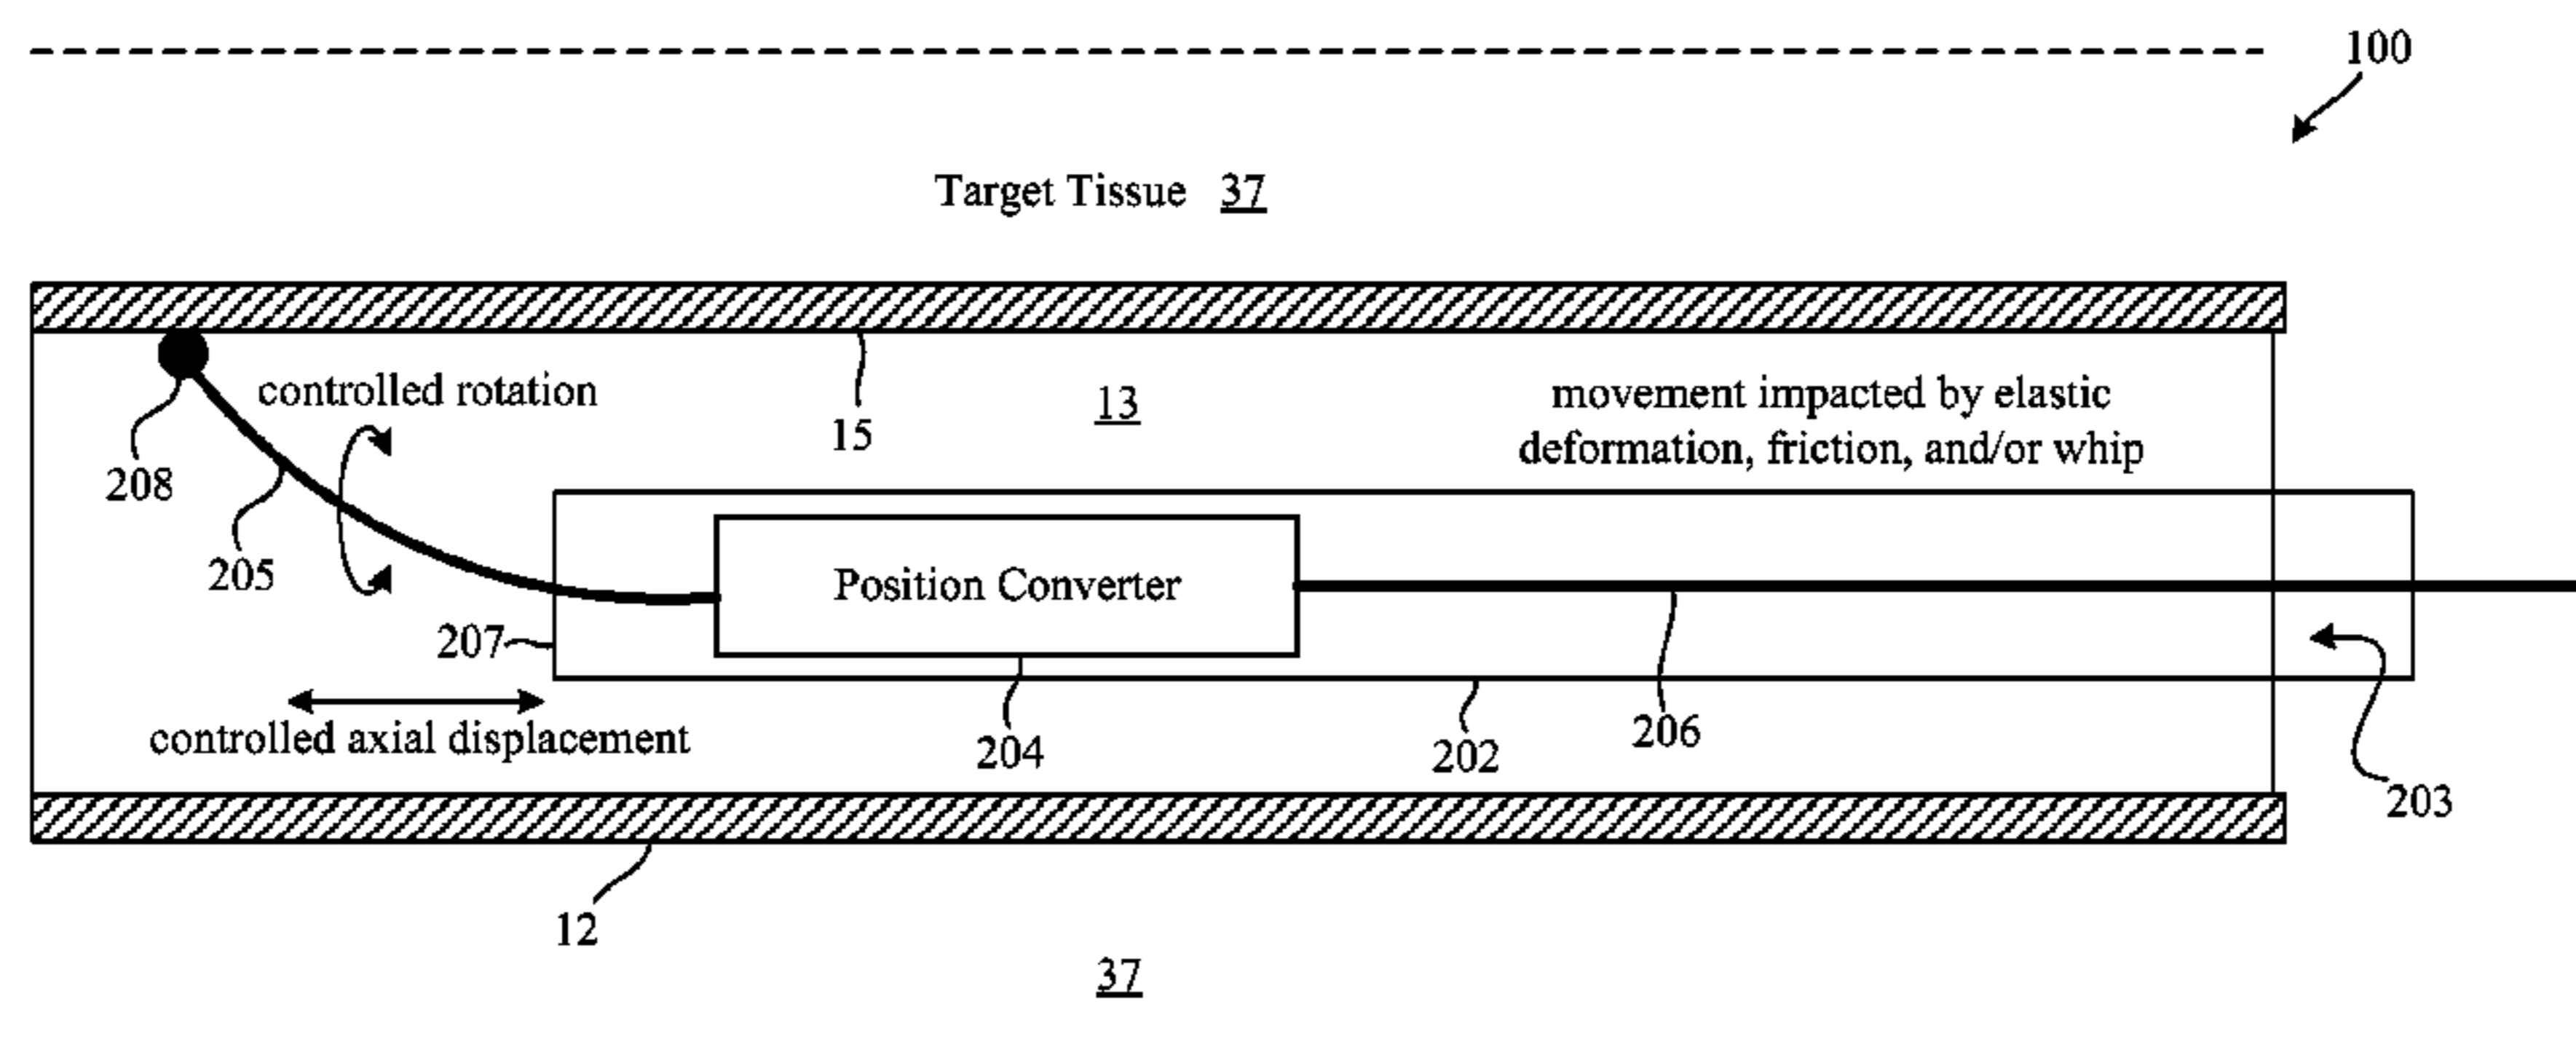 100
Target Tissue 37
controlled rotation
13
movement impacted by elastic
deformation, friction, and/or whip
15
208
205
Position Converter
207
controlled axial displacement
204
202
206
203
12
37